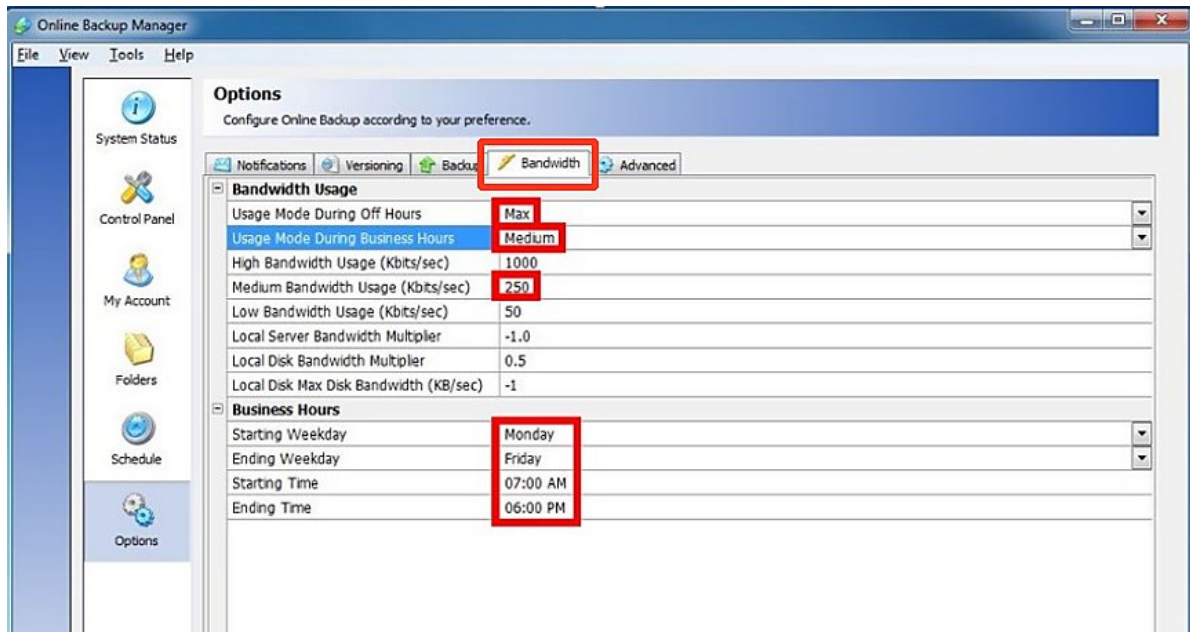 Online Backup Manager
File View Tools Help
Options
Configure Online Backup according to your preference.
System Status
Control Panel
My Account
Folders
Schedule
Options
Notifications Versioning Backup Bandwidth Advanced
Bandwidth Usage
Usage Mode During Off Hours Max
Usage Mode During Business Hours Medium
High Bandwidth Usage (Kbits/sec) 1000
Medium Bandwidth Usage (Kbits/sec) 250
Low Bandwidth Usage (Kbits/sec) 50
Local Server Bandwidth Multiplier -1.0
Local Disk Bandwidth Multiplier 0.5
Local Disk Max Disk Bandwidth (KB/sec) -1
Business Hours
Starting Weekday Monday
Ending Weekday Friday
Starting Time 07:00 AM
Ending Time 06:00 PM